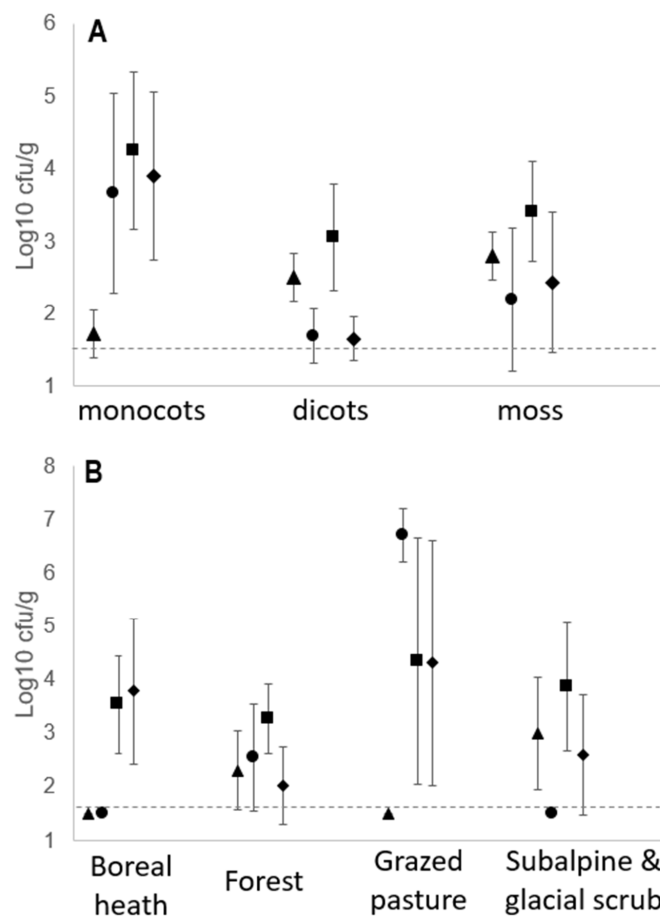 A
6
5
4
3
2
1
Log10 cfu/g
monocots
dicots
moss
B
8
7
6
5
4
3
2
1
Log10 cfu/g
Boreal
heath
Forest
Grazed
pasture
Subalpine &
glacial scrub